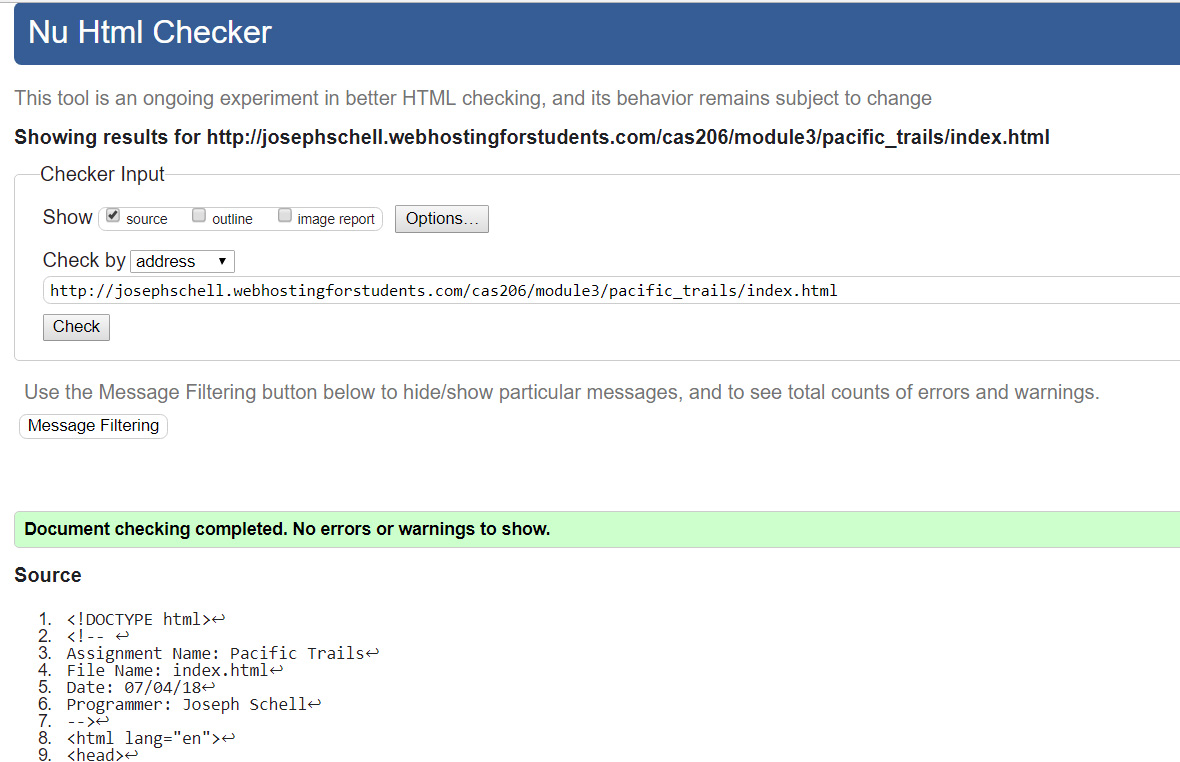 Nu Html Checker
This tool is an ongoing experiment in better HTML checking, and its behavior remains subject to change
Showing results for http://josephschell.webhostingforstudents.com/cas206/module3/pacific_trails/index.html
Checker Input
Show source outline image report Options...
Check by address
http://josephschell.webhostingforstudents.com/cas206/module3/pacific_trails/index.html
Check
Use the Message Filtering button below to hide/show particular messages, and to see total counts of errors and warnings.
Message Filtering
Document checking completed. No errors or warnings to show.
Source
1. <!DOCTYPE html>↩
2. <!-- ↩
3. Assignment Name: Pacific Trails↩
4. File Name: index.html↩
5. Date: 07/04/18↩
6. Programmer: Joseph Schell↩
7. -->↩
8. <html lang="en">↩
9. <head>↩